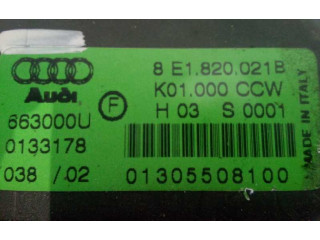 8 E1.820.021B
Audi
F
K01.000 CCW
663000U
H 03 S 0001
0133178
038 /.02
01305508100
MADE IN ITALY